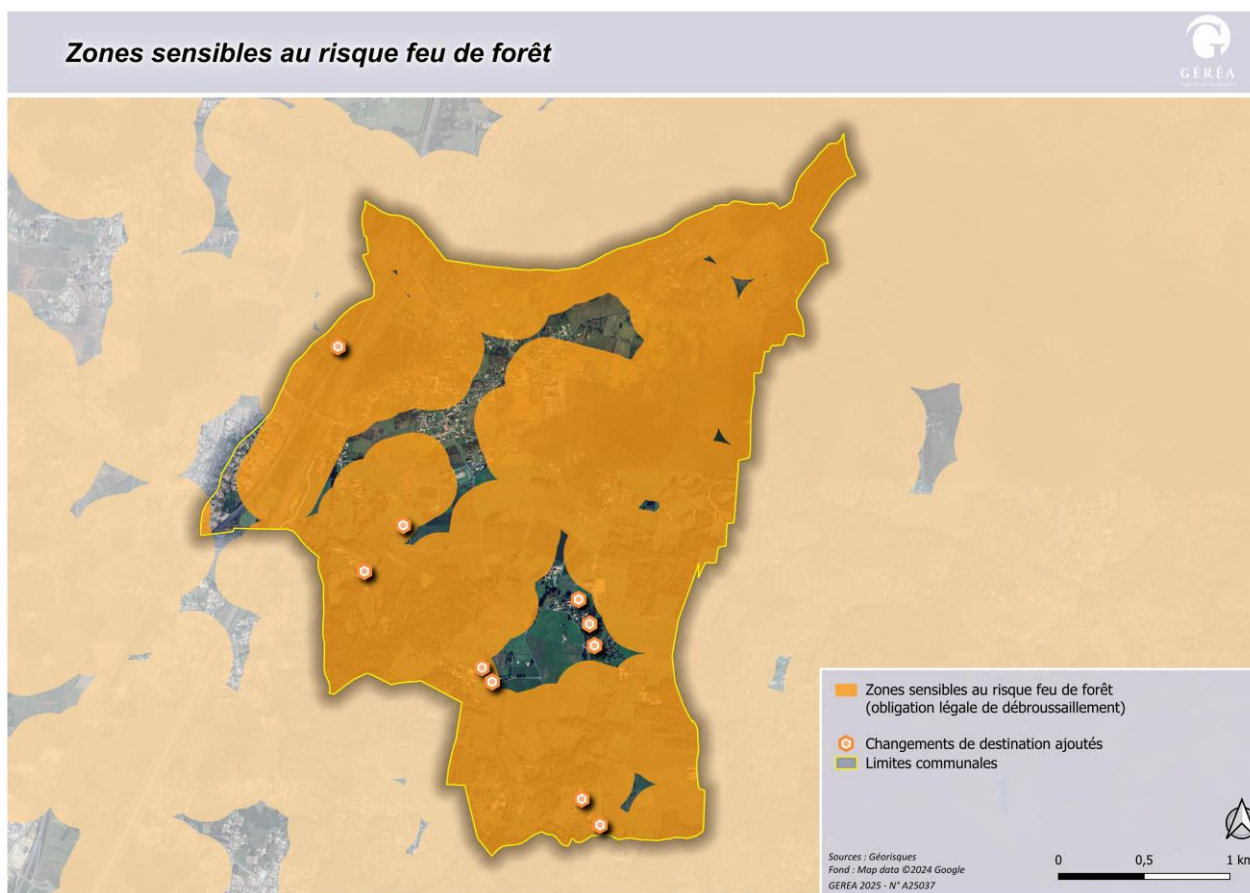 Zones sensibles au risque feu de forêt
GÉRÉA
Zones sensibles au risque feu de forêt
(obligation légale de débroussaillement)
Changements de destination ajoutés
Limites communales
Sources : Géorisques
Fond : Map data ©2024 Google
GEREA 2025 - N° A25037
0 0,5 1 km